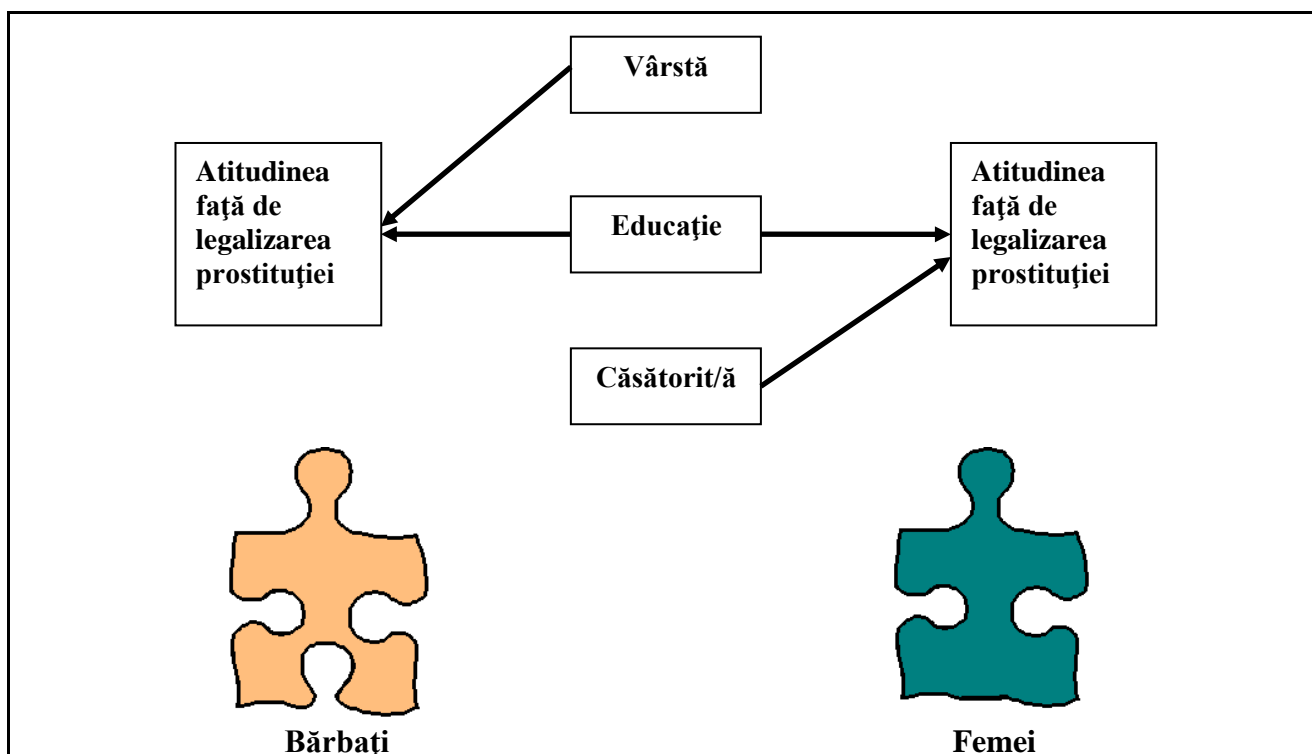 Vârstă
Atitudinea
faţă de
legalizarea
prostituţiei
Educaţie
Atitudinea
faţă de
legalizarea
prostituţiei
Căsătorit/ă
Bărbaţi
Femei